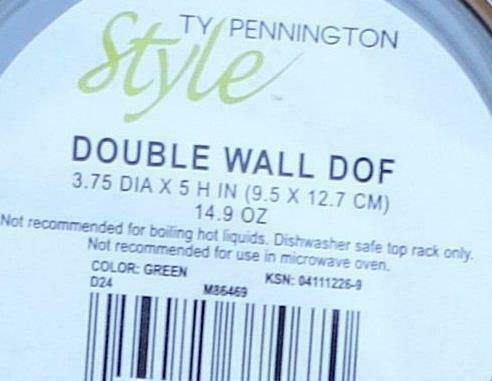 TY PENNINGTON
Style
DOUBLE WALL DOF
3.75 DIA X 5 H IN (9.5 X 12.7 CM)
14.9 OZ
Not recommended for boiling hot liquids. Dishwasher safe top rack only.
Not recommended for use in microwave oven.
COLOR: GREEN KSN: 04111226-9
D24 M86469